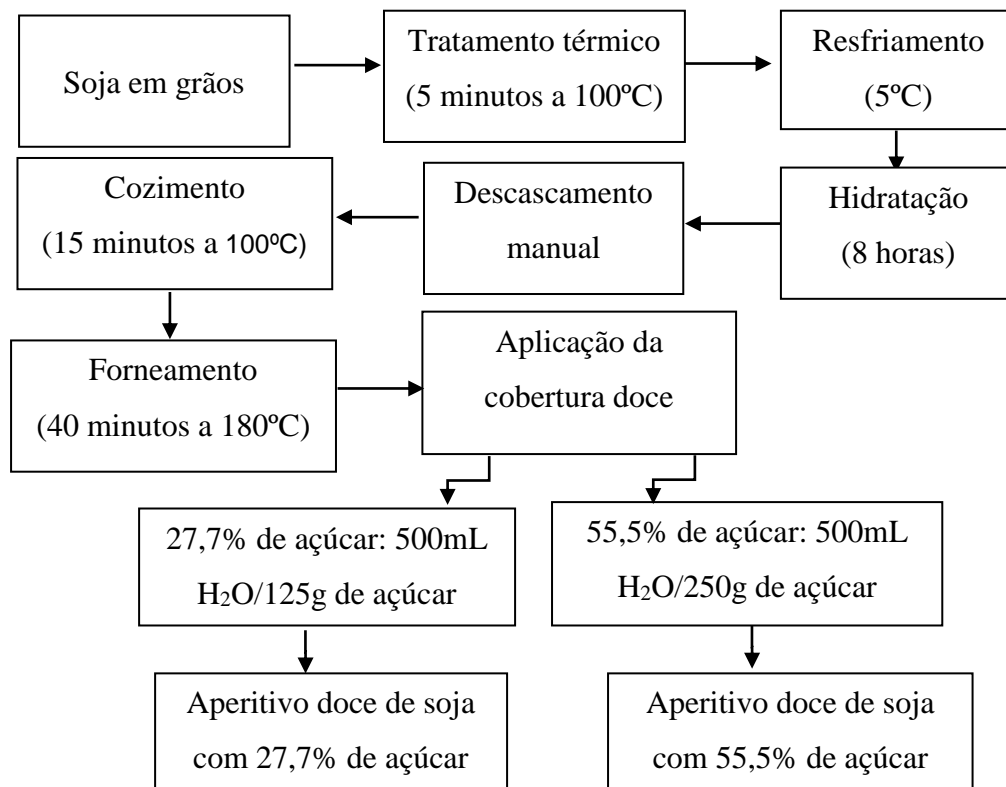 Soja em grãos
Tratamento térmico
(5 minutos a 100ºC)
Resfriamento
(5ºC)
Hidratação
(8 horas)
Descascamento
manual
Cozimento
(15 minutos a 100ºC)
Forneamento
(40 minutos a 180ºC)
Aplicação da
cobertura doce
27,7% de açúcar: 500mL
H₂O/125g de açúcar
55,5% de açúcar: 500mL
H₂O/250g de açúcar
Aperitivo doce de soja
com 27,7% de açúcar
Aperitivo doce de soja
com 55,5% de açúcar